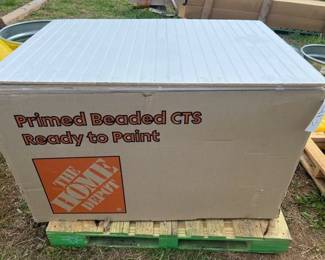 Primed Beaded CTS
Ready to Paint
THE
HOME
DEPOT